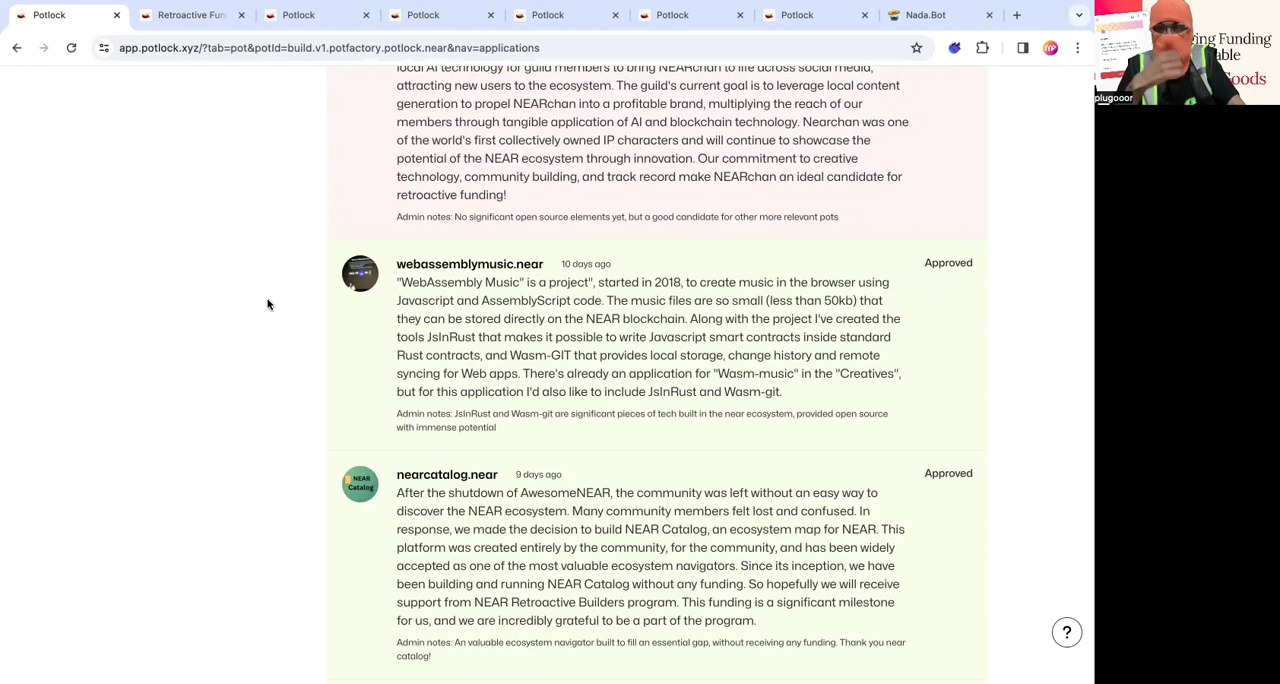 Potlock
Retroactive Fun
Potlock
Potlock
Potlock
Potlock
Potlock
Nada.Bot
app.potlock.xyz/?tab=pot&potId=build.v1.potfactory.potlock.near&nav=applications
technology for guild members to bring NEARchan to life across social media,
attracting new users to the ecosystem. The guild's current goal is to leverage local content
generation to propel NEARchan into a profitable brand, multiplying the reach of our
members through tangible application of AI and blockchain technology. Nearchan was one
of the world's first collectively owned IP characters and will continue to showcase the
potential of the NEAR ecosystem through innovation. Our commitment to creative
technology, community building, and track record make NEARchan an ideal candidate for
retroactive funding!
Admin notes: No significant open source elements yet, but a good candidate for other more relevant pots
webassemblymusic.near 10 days ago Approved
"WebAssembly Music" is a project", started in 2018, to create music in the browser using
Javascript and AssemblyScript code. The music files are so small (less than 50kb) that
they can be stored directly on the NEAR blockchain. Along with the project I've created the
tools JsInRust that makes it possible to write Javascript smart contracts inside standard
Rust contracts, and Wasm-GIT that provides local storage, change history and remote
syncing for Web apps. There's already an application for "Wasm-music" in the "Creatives",
but for this application I'd also like to include JsInRust and Wasm-git.
Admin notes: JsInRust and Wasm-git are significant pieces of tech built in the near ecosystem, provided open source
with immense potential
NEAR
Catalog
nearcatalog.near 9 days ago Approved
After the shutdown of AwesomeNEAR, the community was left without an easy way to
discover the NEAR ecosystem. Many community members felt lost and confused. In
response, we made the decision to build NEAR Catalog, an ecosystem map for NEAR. This
platform was created entirely by the community, for the community, and has been widely
accepted as one of the most valuable ecosystem navigators. Since its inception, we have
been building and running NEAR Catalog without any funding. So hopefully we will receive
support from NEAR Retroactive Builders program. This funding is a significant milestone
for us, and we are incredibly grateful to be a part of the program.
Admin notes: An valuable ecosystem navigator built to fill an essential gap, without receiving any funding. Thank you near
catalog!
?
MP
ing Funding
able
Goods
plugooor